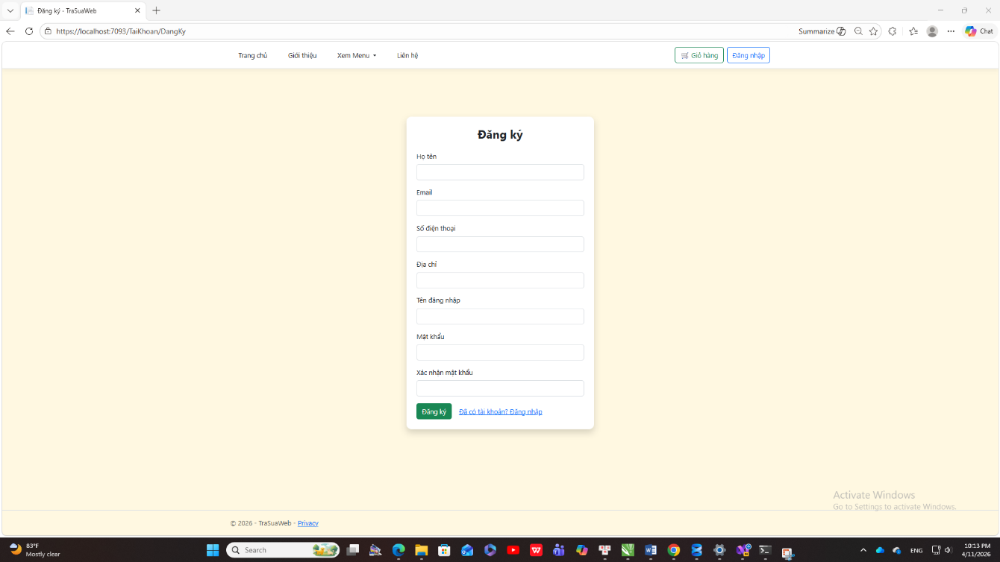 Đăng ký - TraSuaWeb
https://localhost:7093/TaiKhoan/DangKy
Summarize
Chat
Trang chủ
Giới thiệu
Xem Menu
Liên hệ
Giỏ hàng
Đăng nhập
Đăng ký
Họ tên
Email
Số điện thoại
Địa chỉ
Tên đăng nhập
Mật khẩu
Xác nhận mật khẩu
Đăng ký
Đã có tài khoản? Đăng nhập
Activate Windows
Go to Settings to activate Windows.
© 2026 - TraSuaWeb - Privacy
83°F
Mostly clear
Search
ENG
10:13 PM
4/11/2026